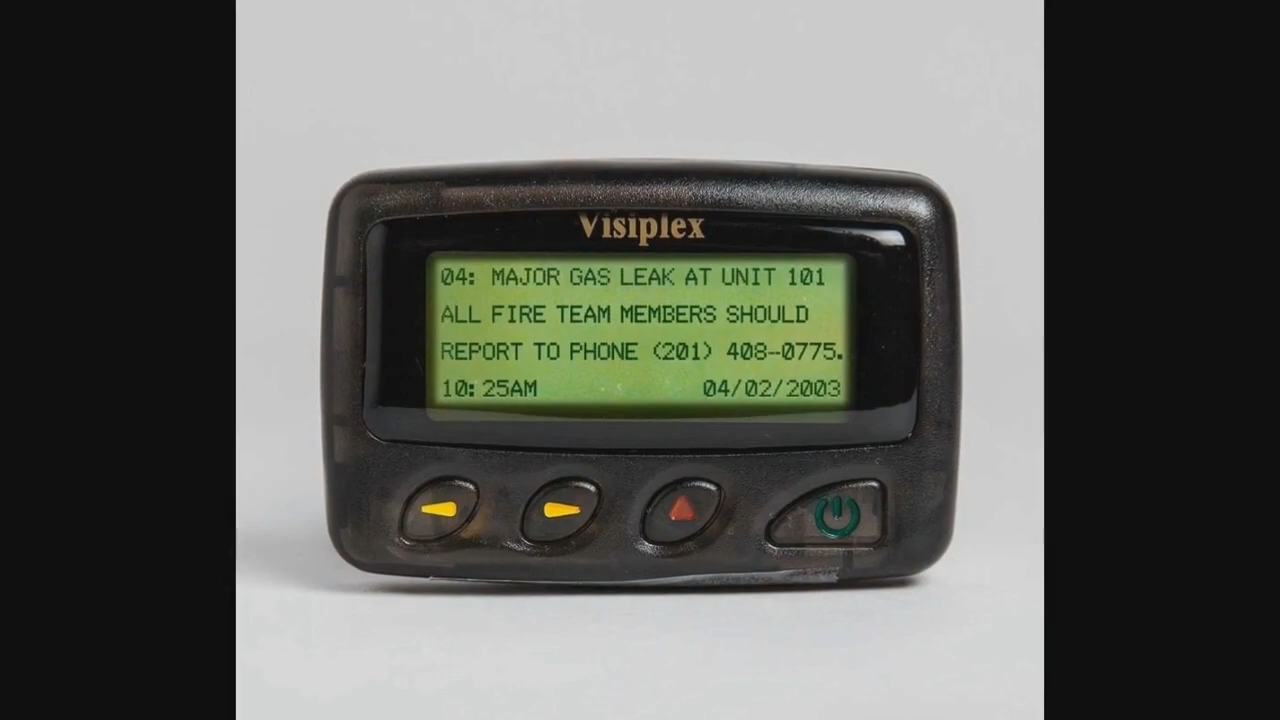 Visiplex
04: MAJOR GAS LEAK AT UNIT 101
ALL FIRE TEAM MEMBERS SHOULD
REPORT TO PHONE (201) 408-0775.
10:25AM 04/02/2003